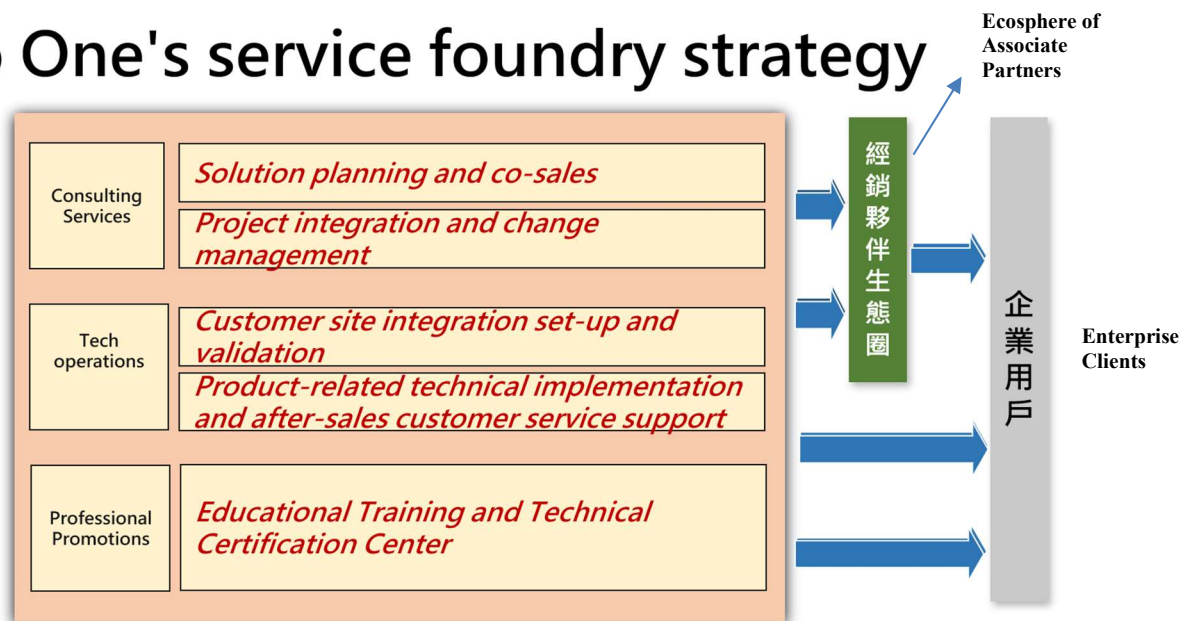 One's service foundry strategy
Ecosphere of
Associate
Partners
Consulting
Services
Solution planning and co-sales
Project integration and change
management
Tech
operations
Customer site integration set-up and
validation
Product-related technical implementation
and after-sales customer service support
Professional
Promotions
Educational Training and Technical
Certification Center
經銷夥伴生態圈
企業用戶
Enterprise
Clients